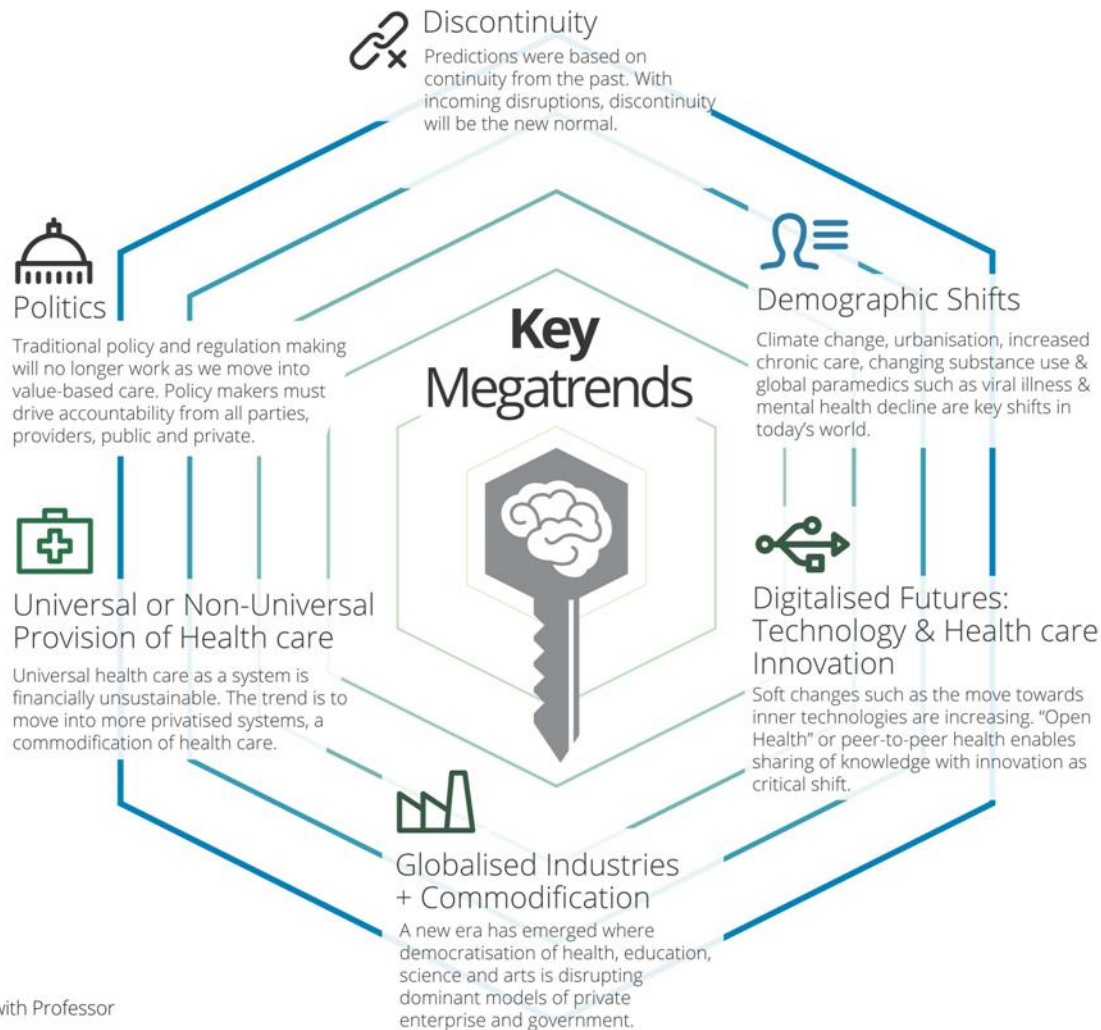 Discontinuity
Predictions were based on
continuity from the past. With
incoming disruptions, discontinuity
will be the new normal.
Politics
Traditional policy and regulation making
will no longer work as we move into
value-based care. Policy makers must
drive accountability from all parties,
providers, public and private.
Key
Megatrends
Demographic Shifts
Climate change, urbanisation, increased
chronic care, changing substance use &
global paramedics such as viral illness &
mental health decline are key shifts in
today's world.
Universal or Non-Universal
Provision of Health care
Universal health care as a system is
financially unsustainable. The trend is to
move into more privatised systems, a
commodification of health care.
Digitalised Futures:
Technology & Health care
Innovation
Soft changes such as the move towards
inner technologies are increasing. “Open
Health” or peer-to-peer health enables
sharing of knowledge with innovation as
critical shift.
Globalised Industries
+ Commodification
A new era has emerged where
democratisation of health, education,
science and arts is disrupting
dominant models of private
enterprise and government.
with Professor